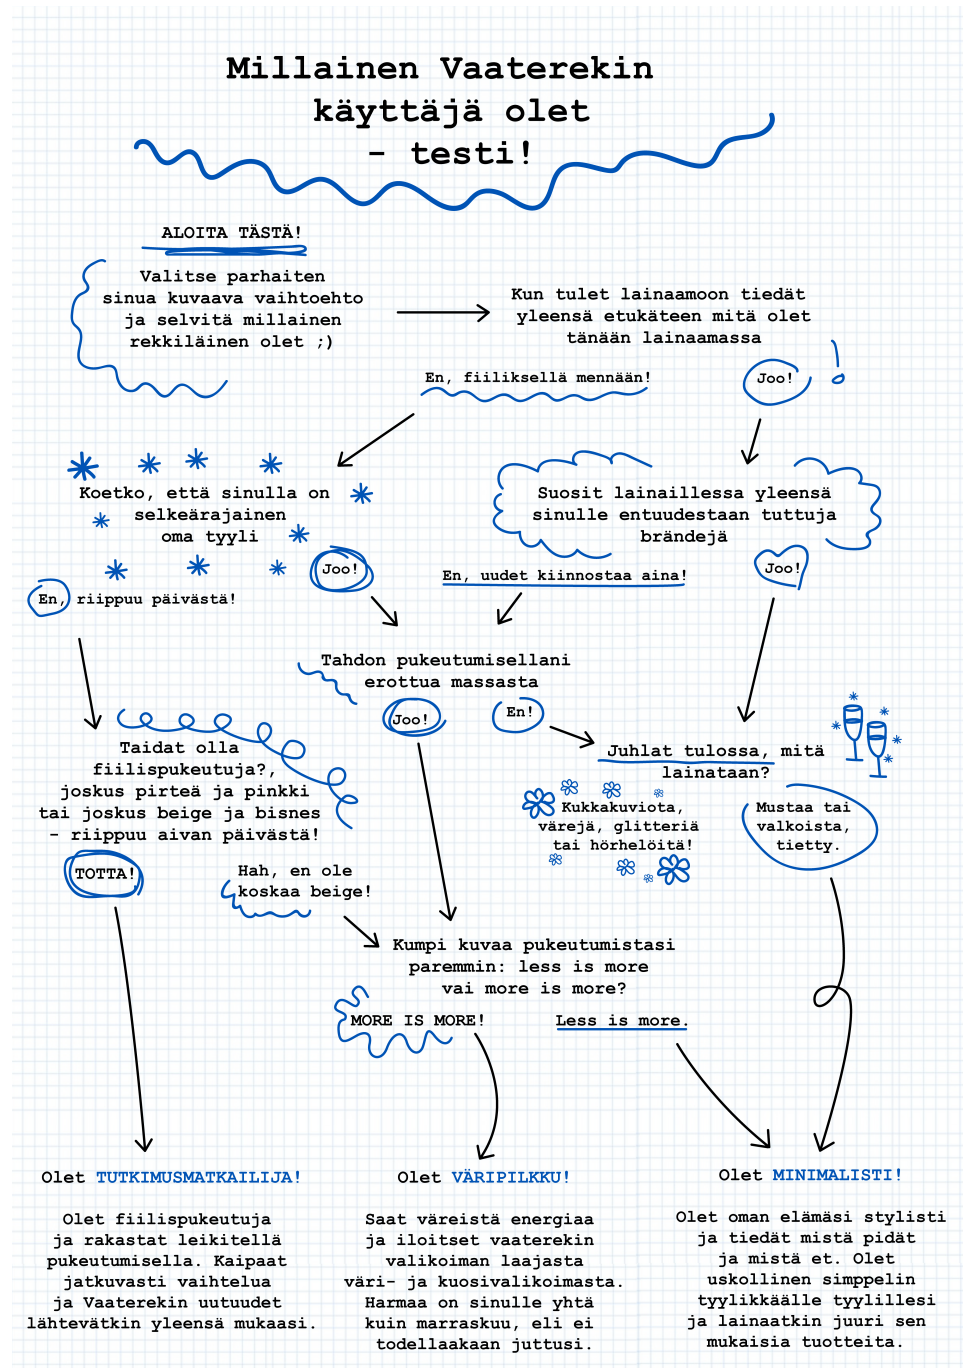 Millainen Vaaterekin
käyttäjä olet
- testi!
ALOITA TÄSTÄ!
Valitse parhaiten
sinua kuvaava vaihtoehto
ja selvitä millainen
rekkiläinen olet ;)
Kun tulet lainaamoon tiedät
yleensä etukäteen mitä olet
tänään lainaamassa
En, fiiliksellä mennään!
Joo!
Koetko, että sinulla on
selkeärajainen
oma tyyli
Joo!
En, riippuu päivästä!
Suosit lainaillessa yleensä
sinulle entuudestaan tuttuja
brändejä
En, uudet kiinnostaa aina!
Joo!
Tahdon pukeutumisellani
erottua massasta
Joo!
En!
Taidat olla
fiilispukeutuja?,
joskus pirteä ja pinkki
tai joskus beige ja bisnes
- riippuu aivan päivästä!
TOTTA!
Hah, en ole
koskaa beige!
Juhlat tulossa, mitä
lainataan?
Kukkakuviota,
värejä, glitteriä
tai hörhelöitä!
Mustaa tai
valkoista,
tietty.
Kumpi kuvaa pukeutumistasi
paremmin: less is more
vai more is more?
MORE IS MORE!
Less is more.
Olet TUTKIMUSMATKAILIJA!
Olet fiilispukeutuja
ja rakastat leikitellä
pukeutumisella. Kaipaat
jatkuvasti vaihtelua
ja Vaaterekin uutuudet
lähtevätkin yleensä mukaasi.
Olet VÄRIPILKKU!
Saat väreistä energiaa
ja iloitset vaaterekin
valikoiman laajasta
väri- ja kuosivalikoimasta.
Harmaa on sinulle yhtä
kuin marraskuu, eli ei
todellaakaan juttusi.
Olet MINIMALISTI!
Olet oman elämäsi stylisti
ja tiedät mistä pidät
ja mistä et. Olet
uskollinen simppelin
tyylikkäälle tyylillesi
ja lainaatkin juuri sen
mukaisia tuotteita.